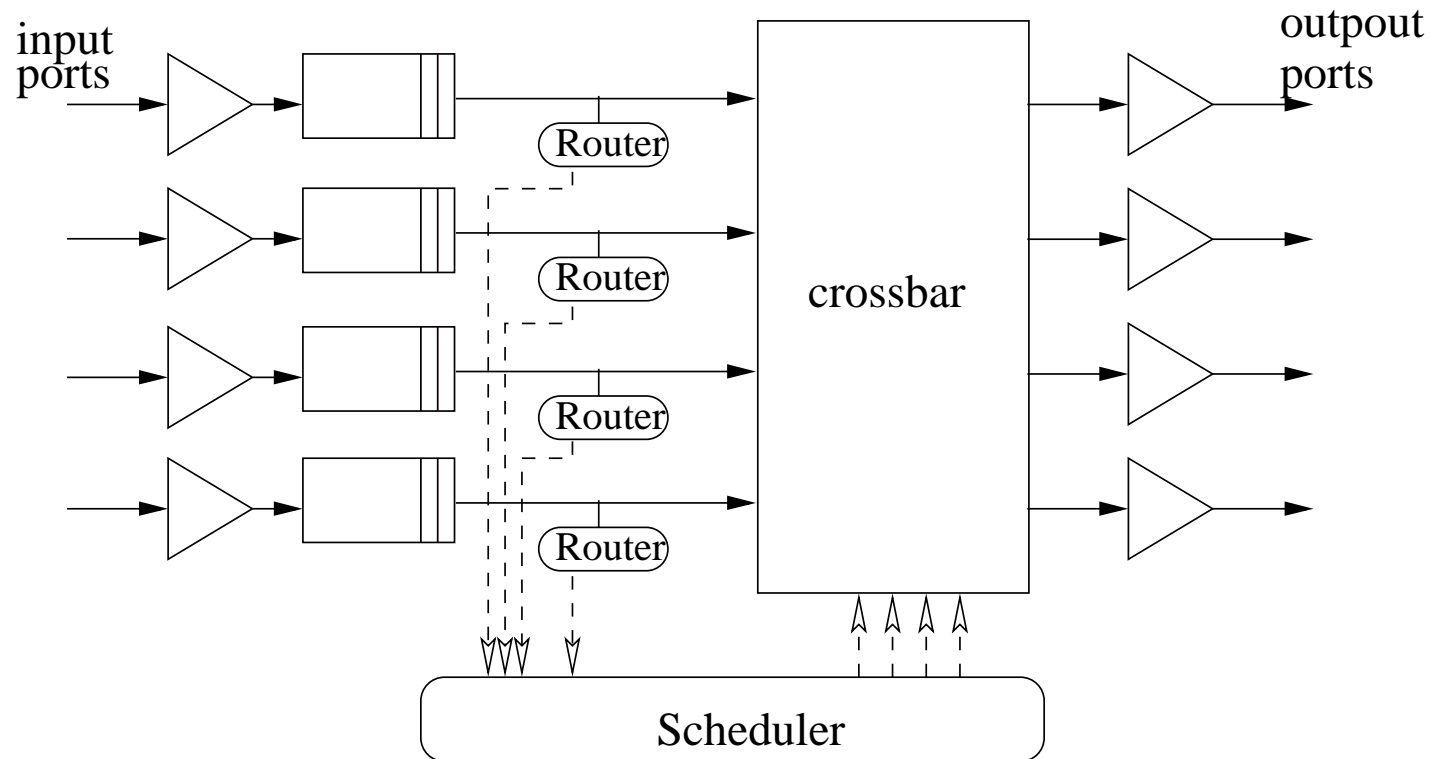 input
ports
outpout
ports
Router
Router
crossbar
Router
Router
Scheduler